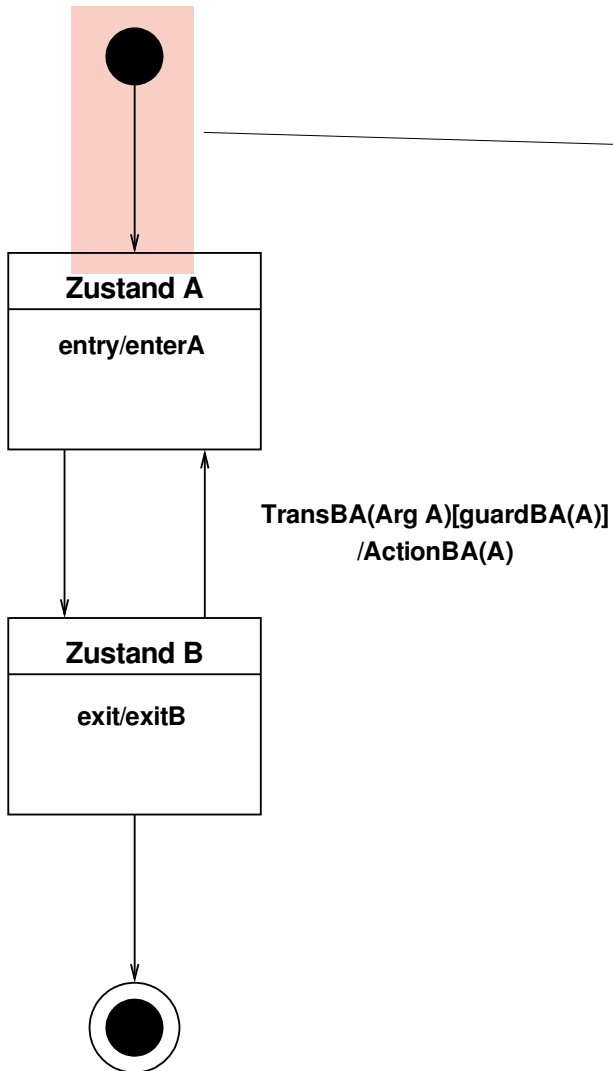 Zustand A
entry/enterA
TransBA(Arg A)[guardBA(A)]
/ActionBA(A)
Zustand B
exit/exitB